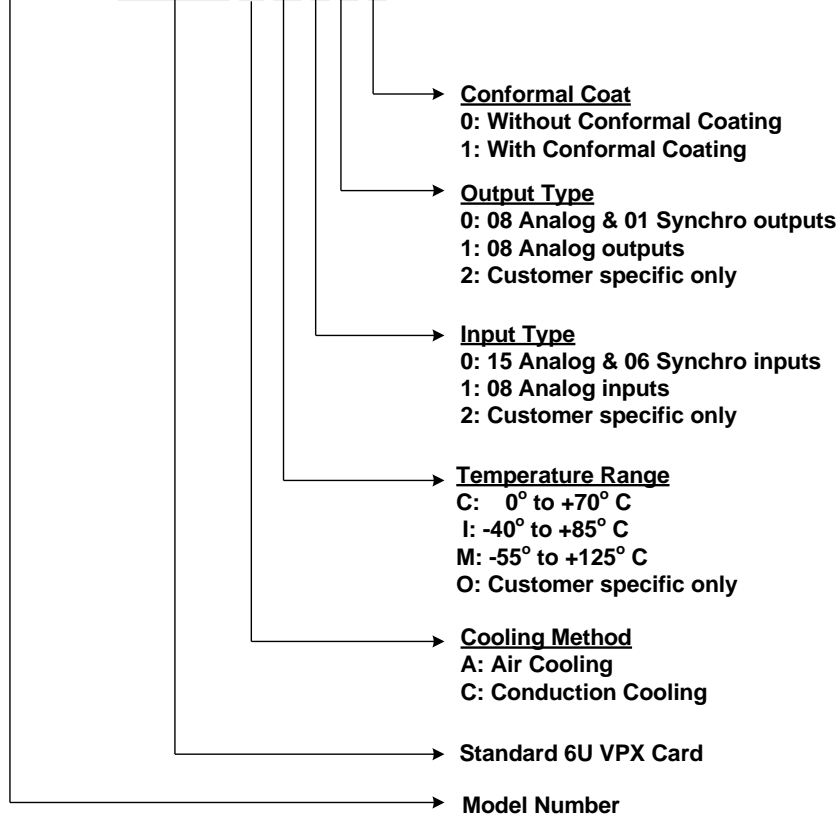 Conformal Coat
0: Without Conformal Coating
1: With Conformal Coating
Output Type
0: 08 Analog & 01 Synchro outputs
1: 08 Analog outputs
2: Customer specific only
Input Type
0: 15 Analog & 06 Synchro inputs
1: 08 Analog inputs
2: Customer specific only
Temperature Range
C: 0° to +70° C
I: -40° to +85° C
M: -55° to +125° C
O: Customer specific only
Cooling Method
A: Air Cooling
C: Conduction Cooling
Standard 6U VPX Card
Model Number